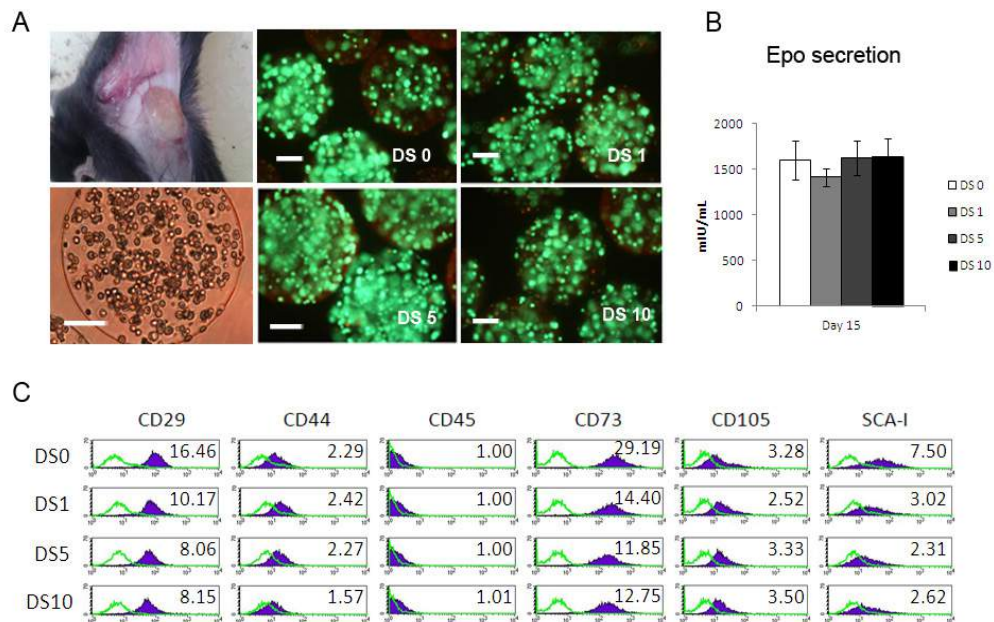 A
DS 0
DS 1
DS 5
DS 10
B
Epo secretion
2000
1500
1000
500
0
mIU/mL
Day 15
DS 0
DS 1
DS 5
DS 10
C
CD29 CD44 CD45 CD73 CD105 SCA-I
DS0 16.46 2.29 1.00 29.19 3.28 7.50
DS1 10.17 2.42 1.00 14.40 2.52 3.02
DS5 8.06 2.27 1.00 11.85 3.33 2.31
DS10 8.15 1.57 1.01 12.75 3.50 2.62